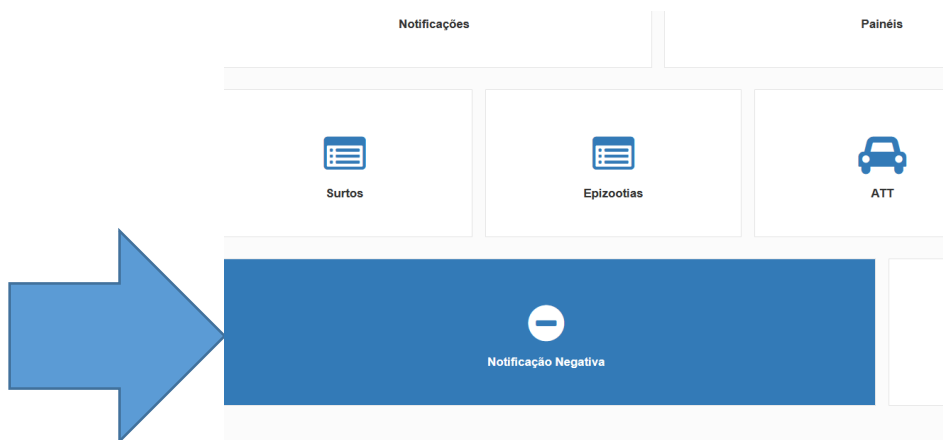 Notificações
Painéis
Surtos
Epizootias
ATT
Notificação Negativa